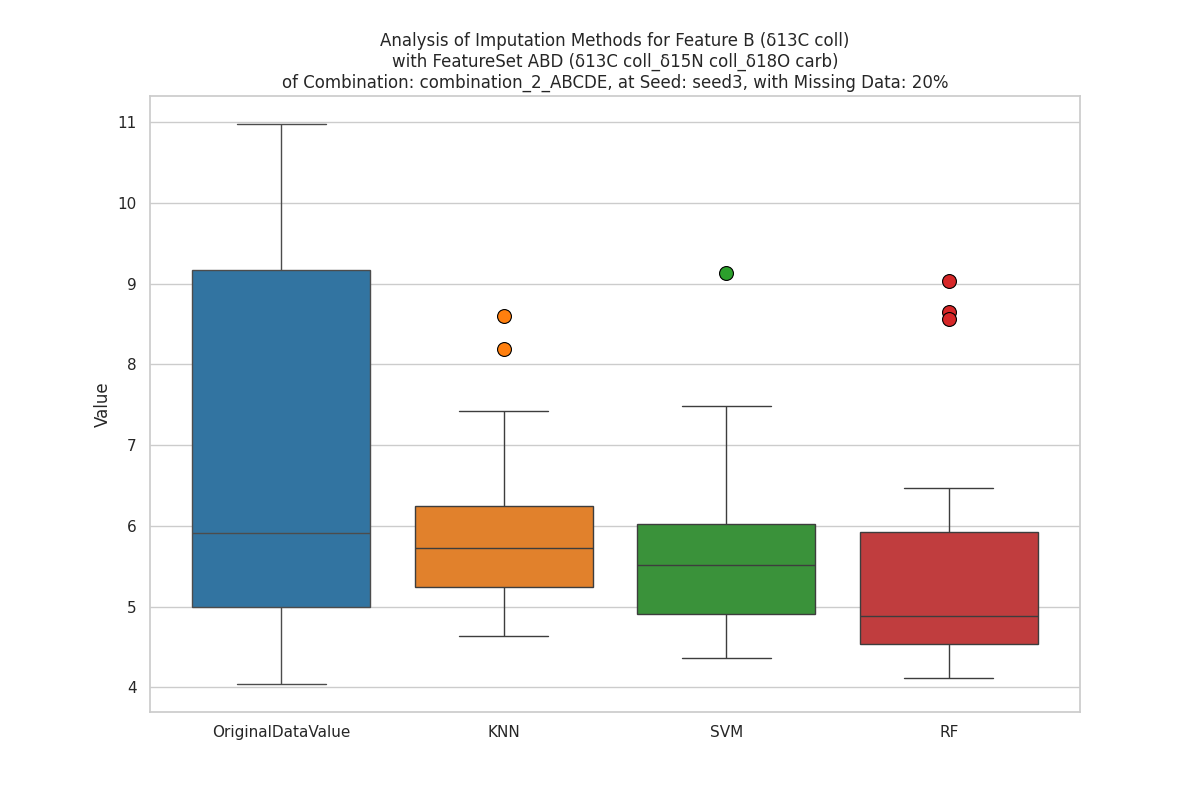 Analysis of Imputation Methods for Feature B (δ13C coll)
with FeatureSet ABD (δ13C coll_δ15N coll_δ18O carb)
of Combination: combination_2_ABCDE, at Seed: seed3, with Missing Data: 20%
11
10
9
8
7
6
5
4
Value
OriginalDataValue
KNN
SVM
RF